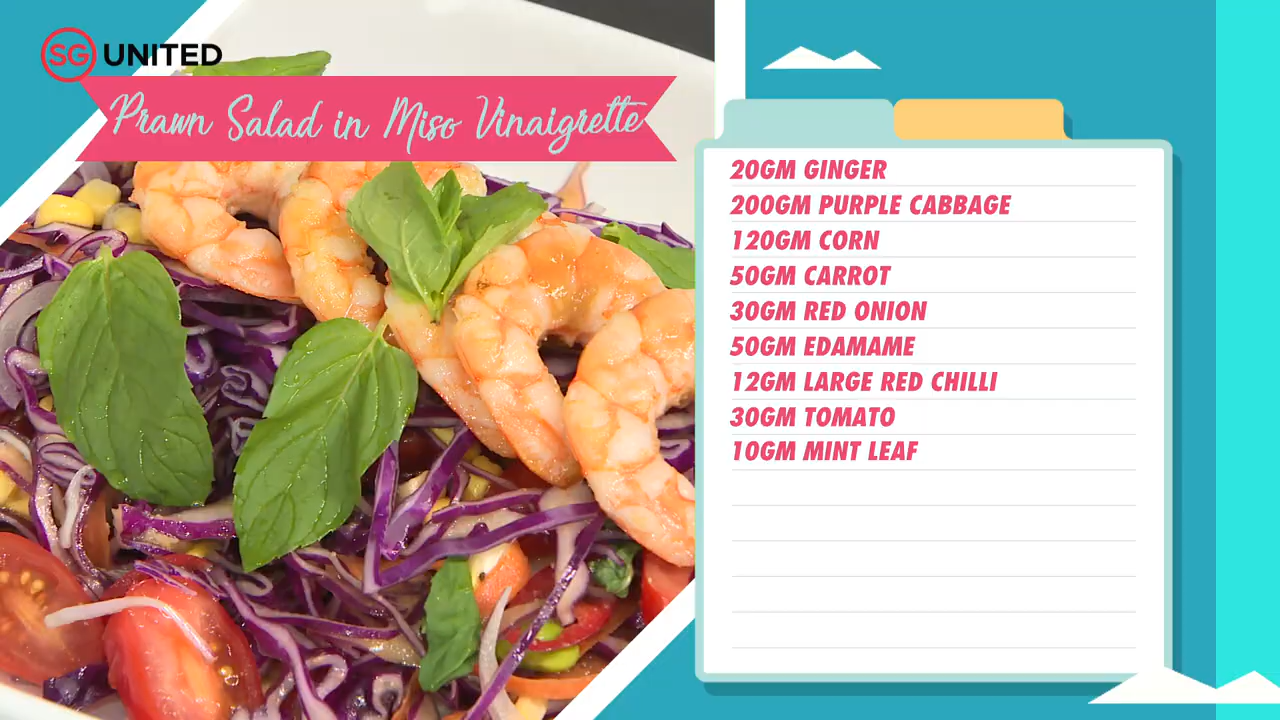 SG UNITED
Prawn Salad in Miso Vinaigrette
20GM GINGER
200GM PURPLE CABBAGE
120GM CORN
50GM CARROT
30GM RED ONION
50GM EDAMAME
12GM LARGE RED CHILLI
30GM TOMATO
10GM MINT LEAF